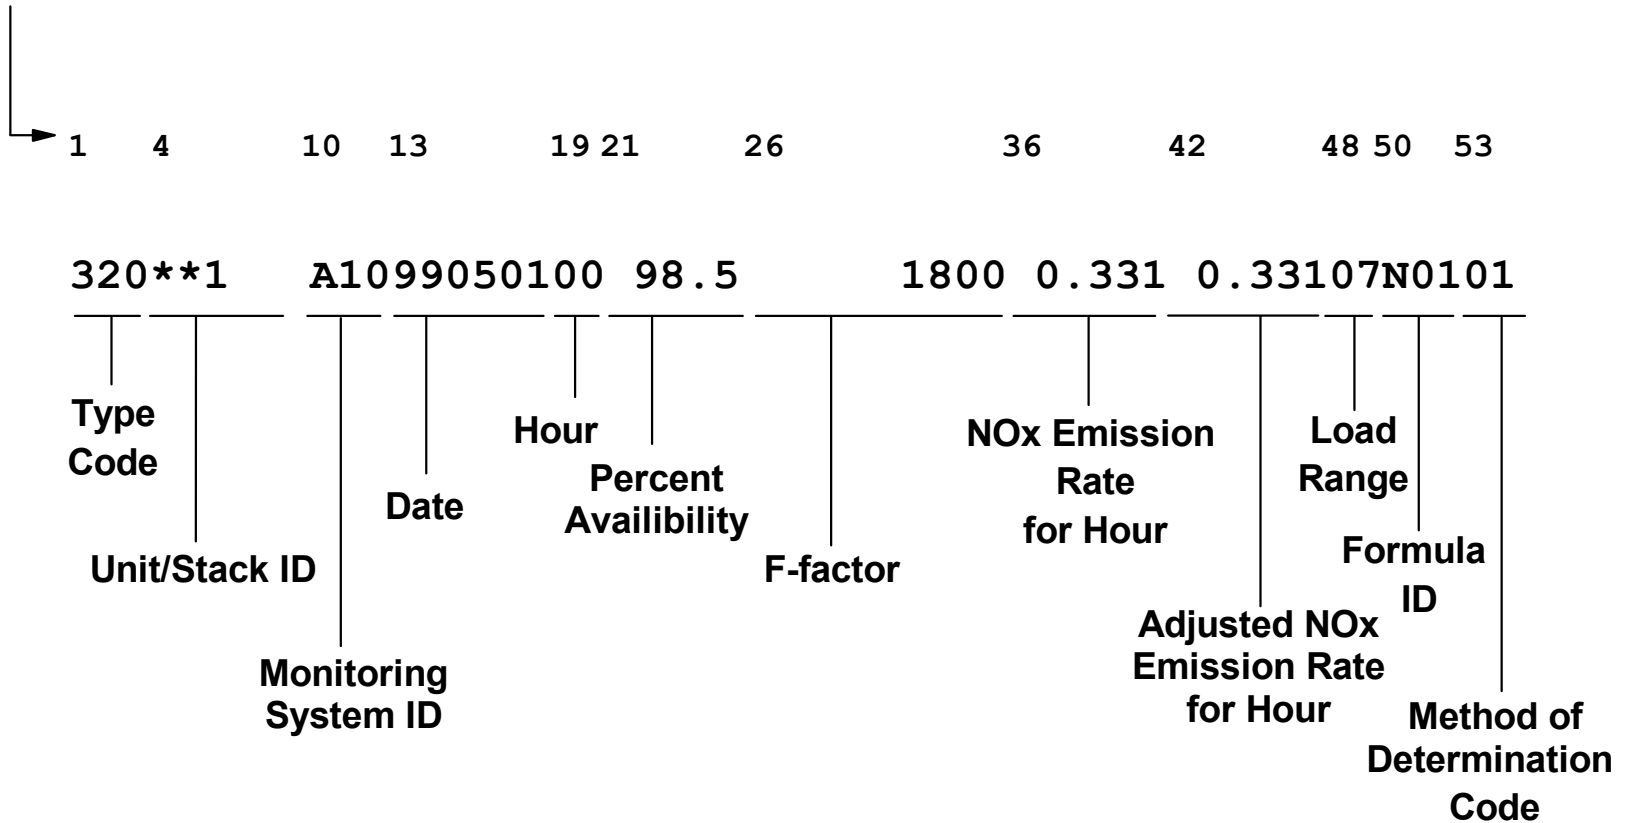 1 4 10 13 19 21 26 36 42 48 50 53
320**1 A1099050100 98.5 1800 0.331 0.33107N0101
Type
Code
Unit/Stack ID
Monitoring
System ID
Date
Hour
Percent
Availibility
F-factor
NOx Emission
Rate
for Hour
Adjusted NOx
Emission Rate
for Hour
Load
Range
Formula
ID
Method of
Determination
Code